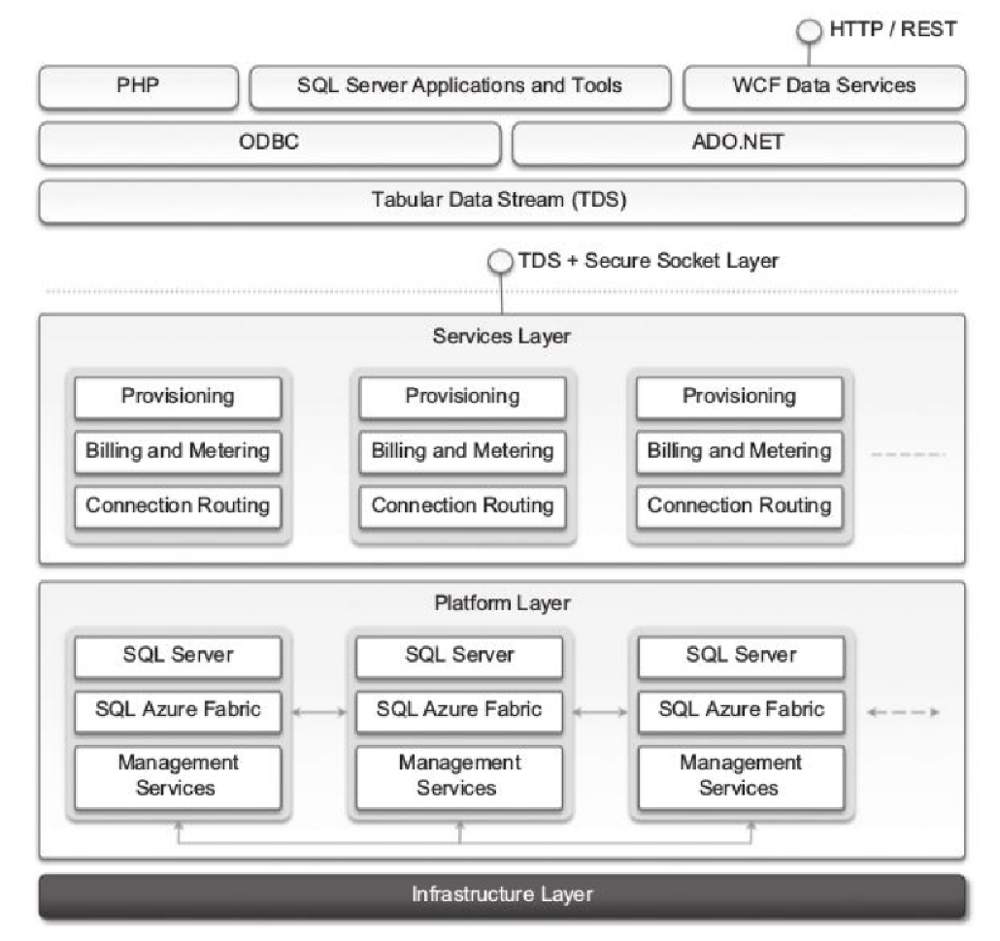 HTTP / REST
PHP
SQL Server Applications and Tools
WCF Data Services
ODBC
ADO.NET
Tabular Data Stream (TDS)
TDS + Secure Socket Layer
Services Layer
Provisioning
Billing and Metering
Connection Routing
Provisioning
Billing and Metering
Connection Routing
Provisioning
Billing and Metering
Connection Routing
Platform Layer
SQL Server
SQL Azure Fabric
Management
Services
SQL Server
SQL Azure Fabric
Management
Services
SQL Server
SQL Azure Fabric
Management
Services
Infrastructure Layer